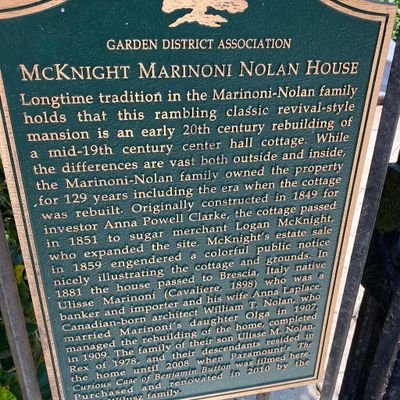 GARDEN DISTRICT ASSOCIATION
MCKNIGHT MARINONI NOLAN HOUSE
Longtime tradition in the Marinoni-Nolan family
holds that this rambling classic revival-style
mansion is an early 20th century rebuilding of
a mid-19th century center hall cottage. While
the differences are vast both outside and inside,
the Marinoni-Nolan family owned the property
for 129 years including the era when the cottage
was rebuilt. Originally constructed in 1849 for
investor Anna Powell Clarke, the cottage passed
in 1851 to sugar merchant Logan McKnight,
who expanded the site. McKnight's estate sale
in 1859 engendered a colorful public notice
nicely illustrating the cottage and grounds. In
1881 the house passed to Brescia, Italy native
Ulisse Marinoni (Cavaliere, 1898) who was a
banker and importer and his wife Anna Laplace.
Canadian-born architect William T. Nolan, who
married Marinoni's daughter Olga in 1907,
managed the rebuilding of the home, completed
in 1909. The family of their son Ulisse M. Nolan,
Rex of 1978, and their descendants resided in
the home until 2008 when Paramount's The
Curious Case of Benjamin Button was filmed here.
Purchased and renovated in 2010 by the
family.